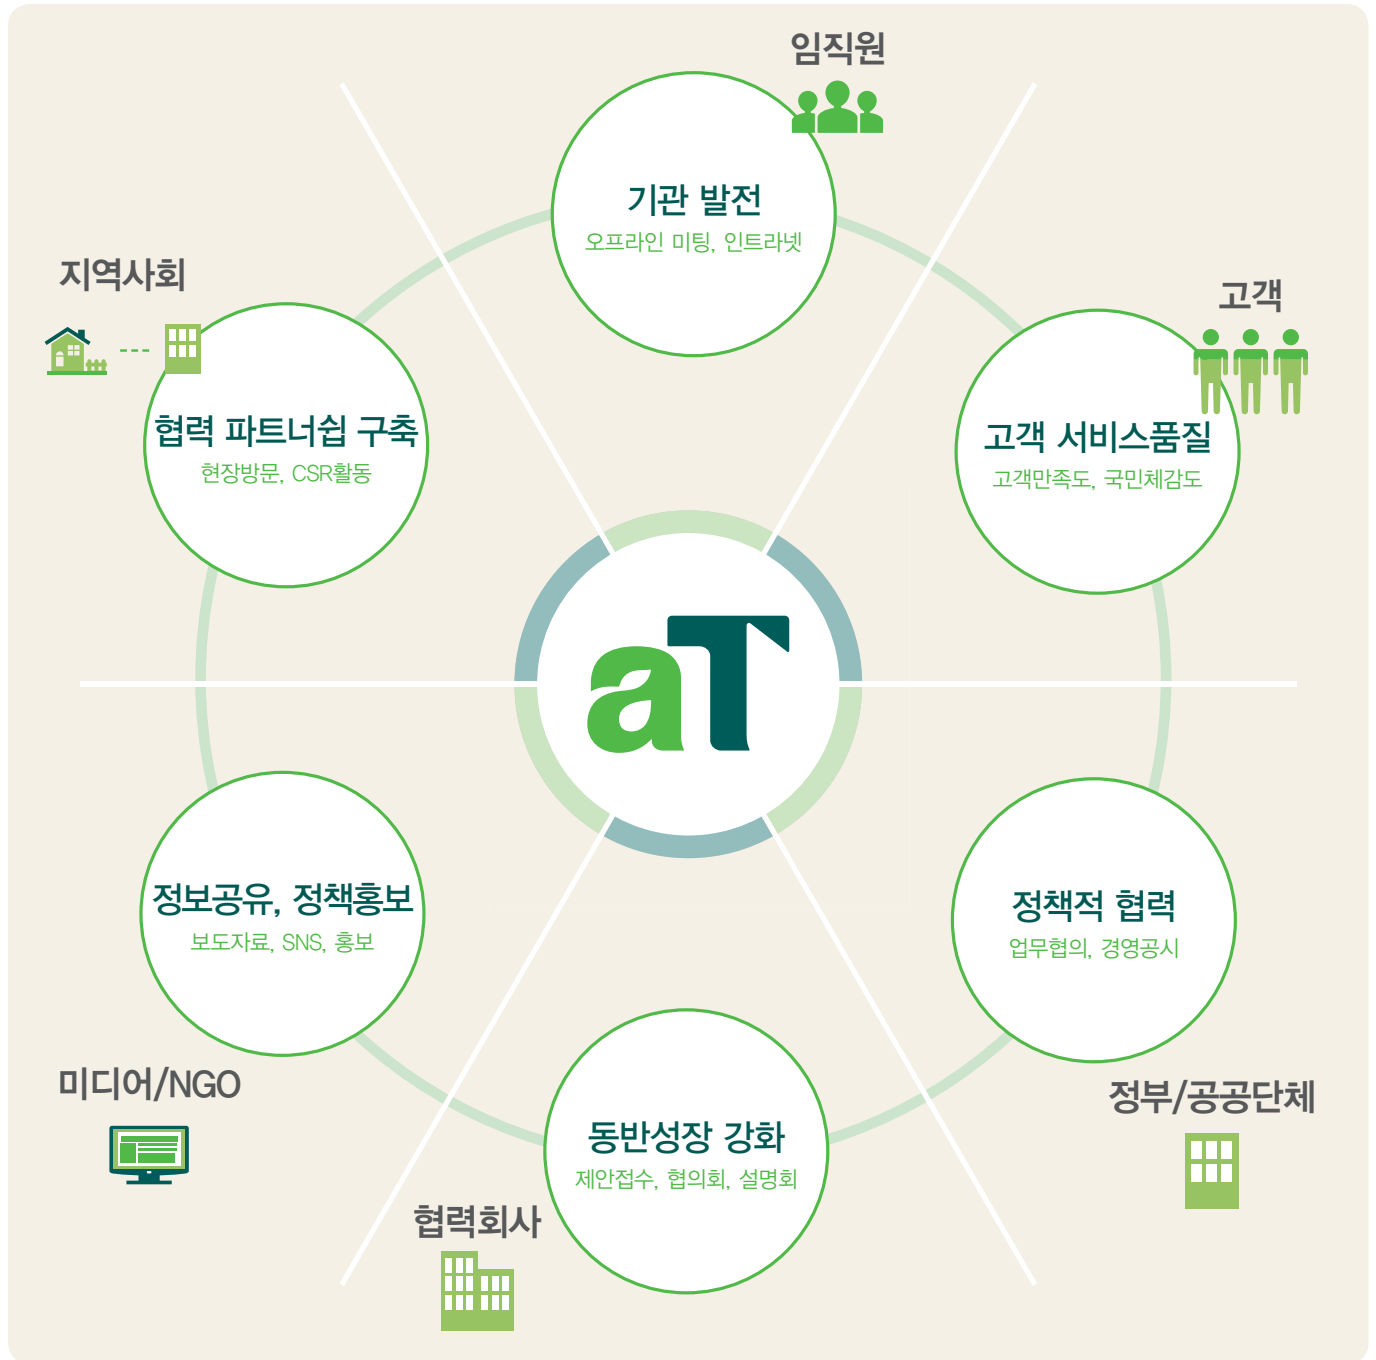 임직원
기관 발전
오프라인 미팅, 인트라넷
고객
고객 서비스품질
고객만족도, 국민체감도
정책적 협력
업무협의, 경영공시
정부/공공단체
동반성장 강화
제안접수, 협의회, 설명회
협력회사
정보공유, 정책홍보
보도자료, SNS, 홍보
미디어/NGO
지역사회
협력 파트너쉽 구축
현장방문, CSR활동
aT